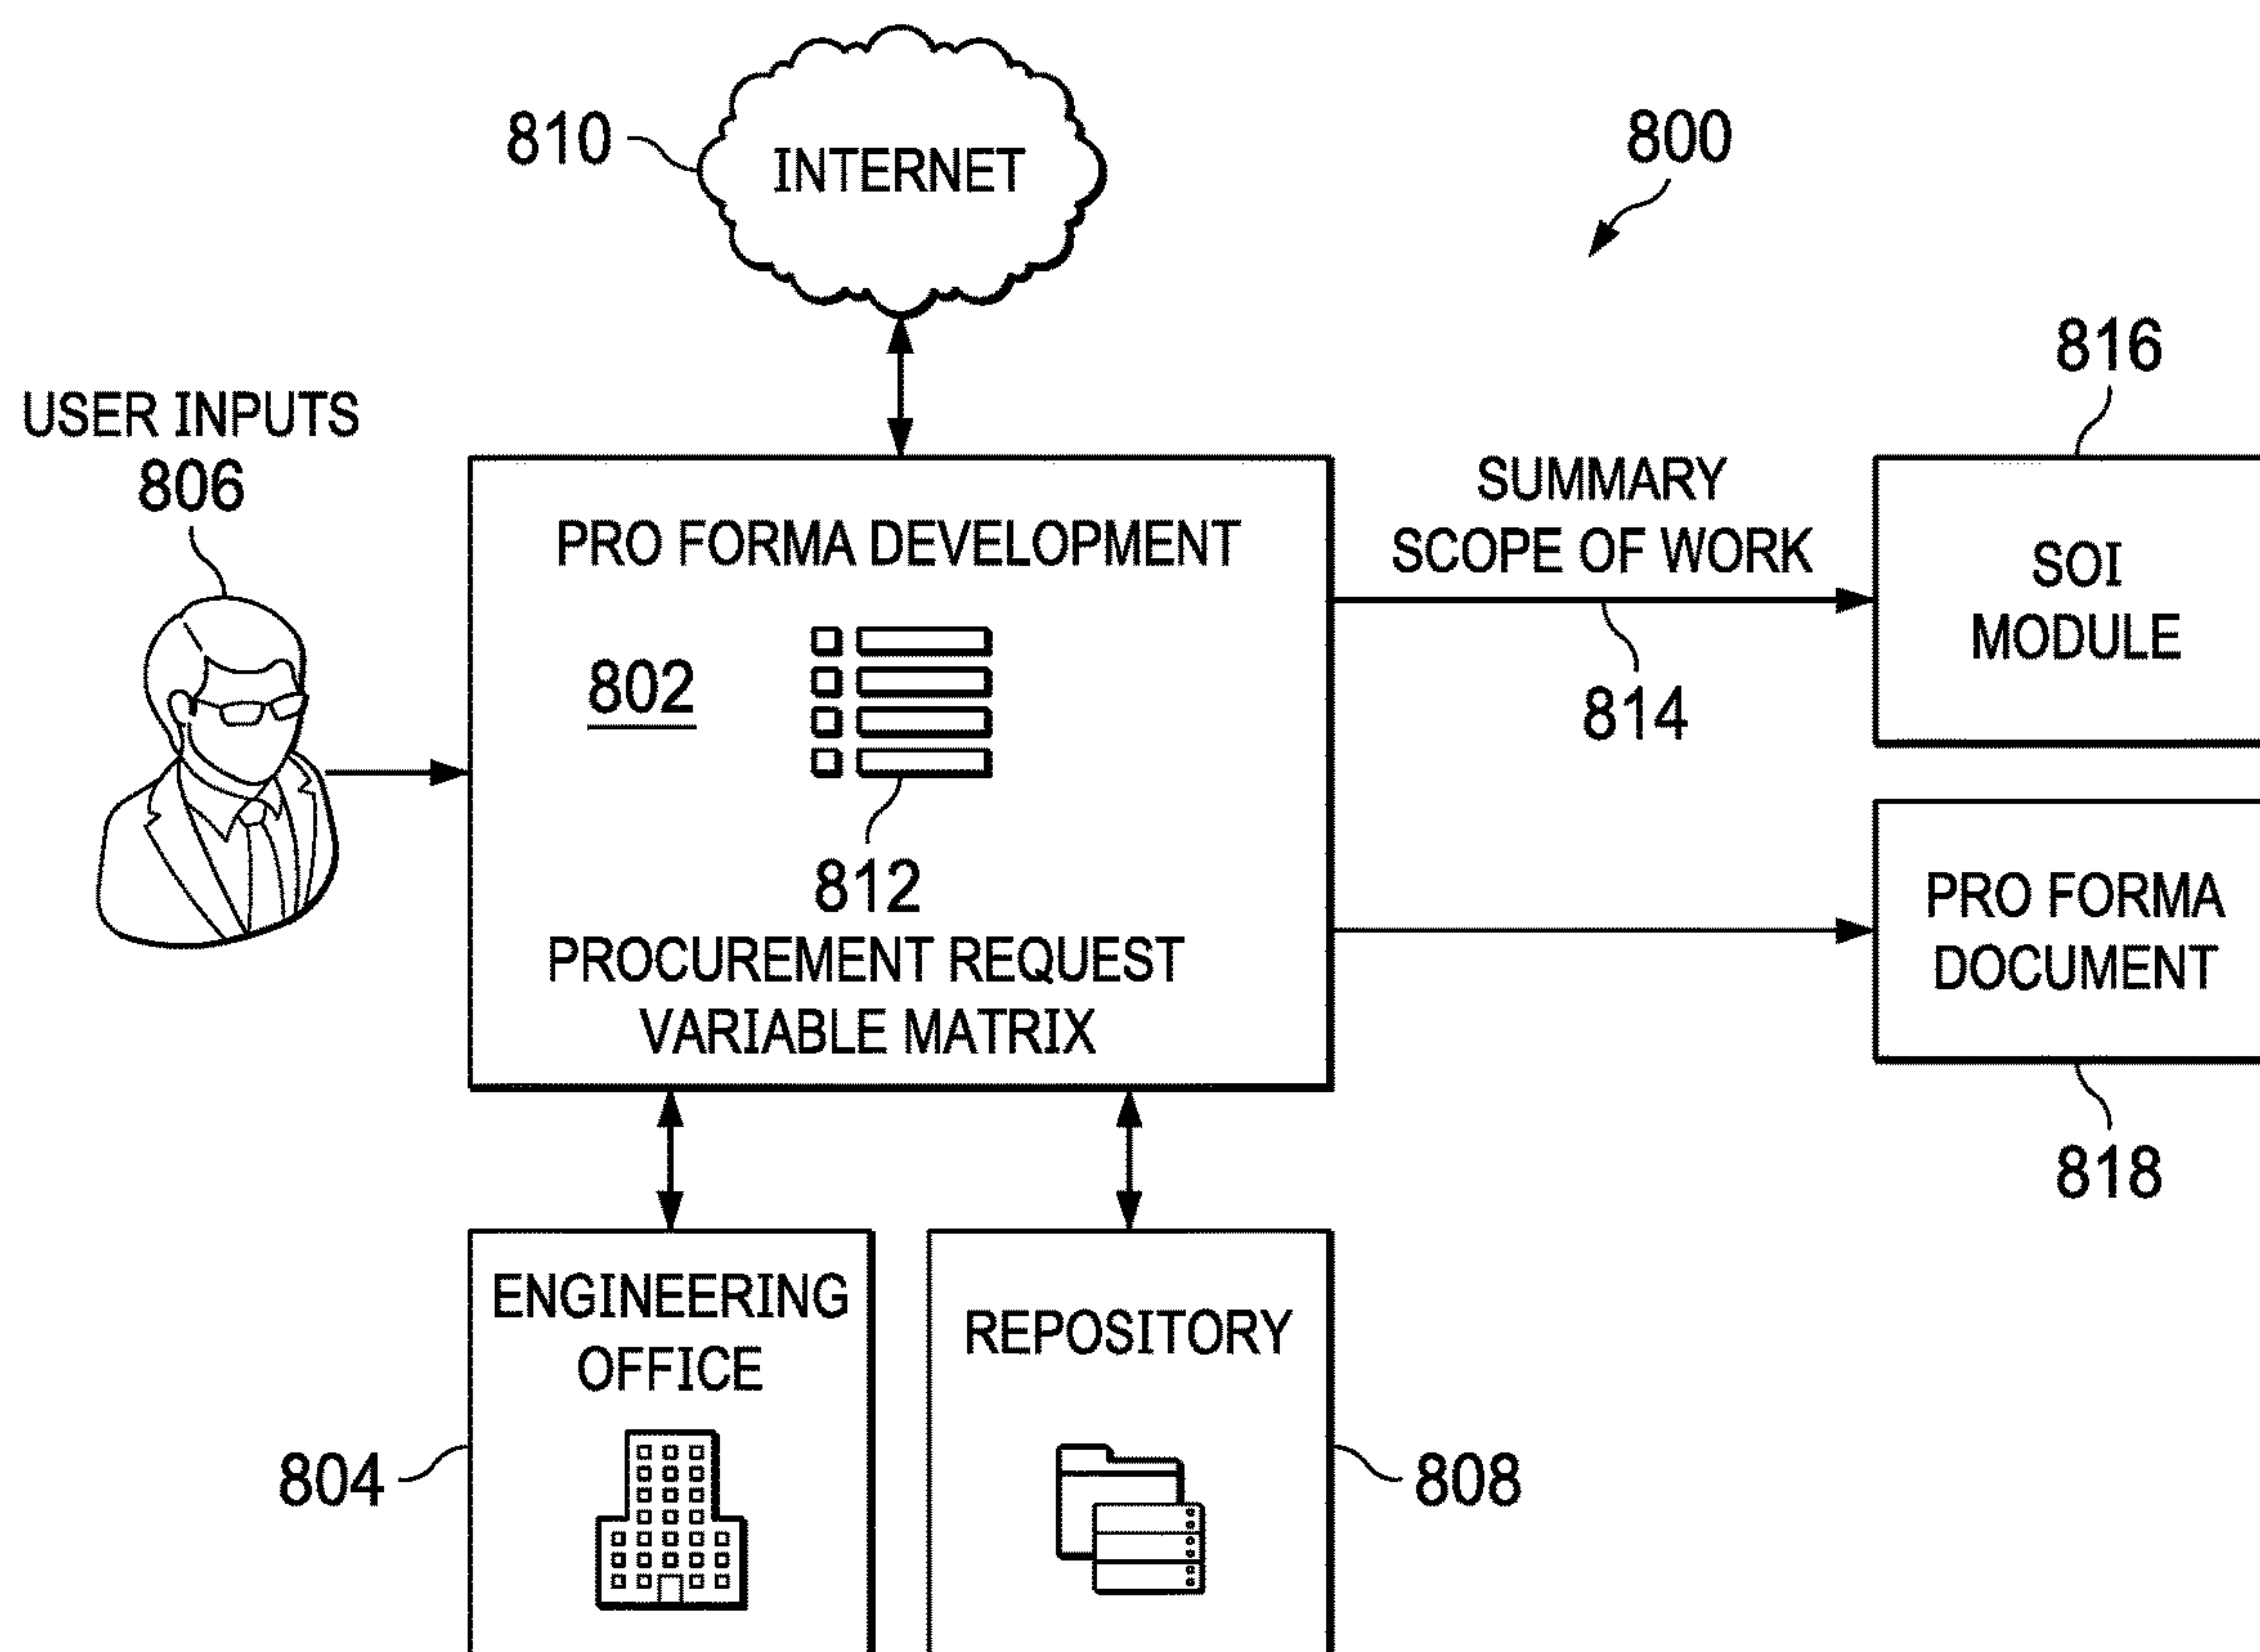 810
INTERNET
800
816
USER INPUTS
806
PRO FORMA DEVELOPMENT
802
812
PROCUREMENT REQUEST
VARIABLE MATRIX
SUMMARY
SCOPE OF WORK
814
SOI
MODULE
PRO FORMA
DOCUMENT
818
ENGINEERING
OFFICE
804
REPOSITORY
808